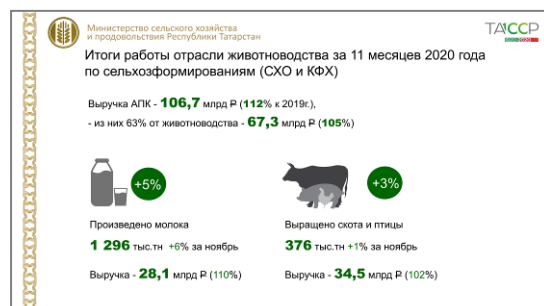 Министерство сельского хозяйства
и продовольствия Республики Татарстан
ТАССР
Итоги работы отрасли животноводства за 11 месяцев 2020 года
по сельхозформированиям (СХО и КФХ)
Выручка АПК - 106,7 млрд ₽ (112% к 2019г.),
- из них 63% от животноводства - 67,3 млрд ₽ (105%)
+5%
+3%
Произведено молока
1 296 тыс.тн +6% за ноябрь
Выручка - 28,1 млрд ₽ (110%)
Выращено скота и птицы
376 тыс.тн +1% за ноябрь
Выручка - 34,5 млрд ₽ (102%)